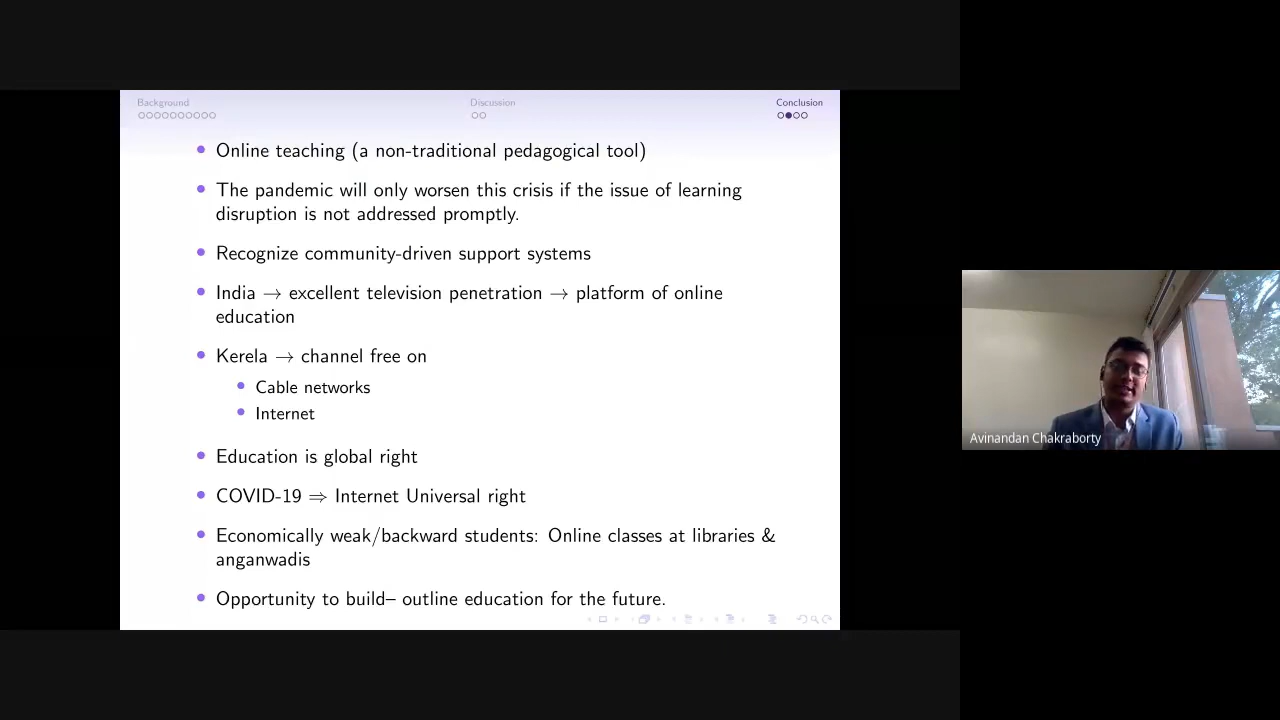 Background Discussion Conclusion
• Online teaching (a non-traditional pedagogical tool)
• The pandemic will only worsen this crisis if the issue of learning
disruption is not addressed promptly.
• Recognize community-driven support systems
• India → excellent television penetration → platform of online
education
• Kerela → channel free on
• Cable networks
• Internet
• Education is global right
• COVID-19 ⇒ Internet Universal right
• Economically weak/backward students: Online classes at libraries &
anganwadis
• Opportunity to build– outline education for the future.
Avinandan Chakraborty